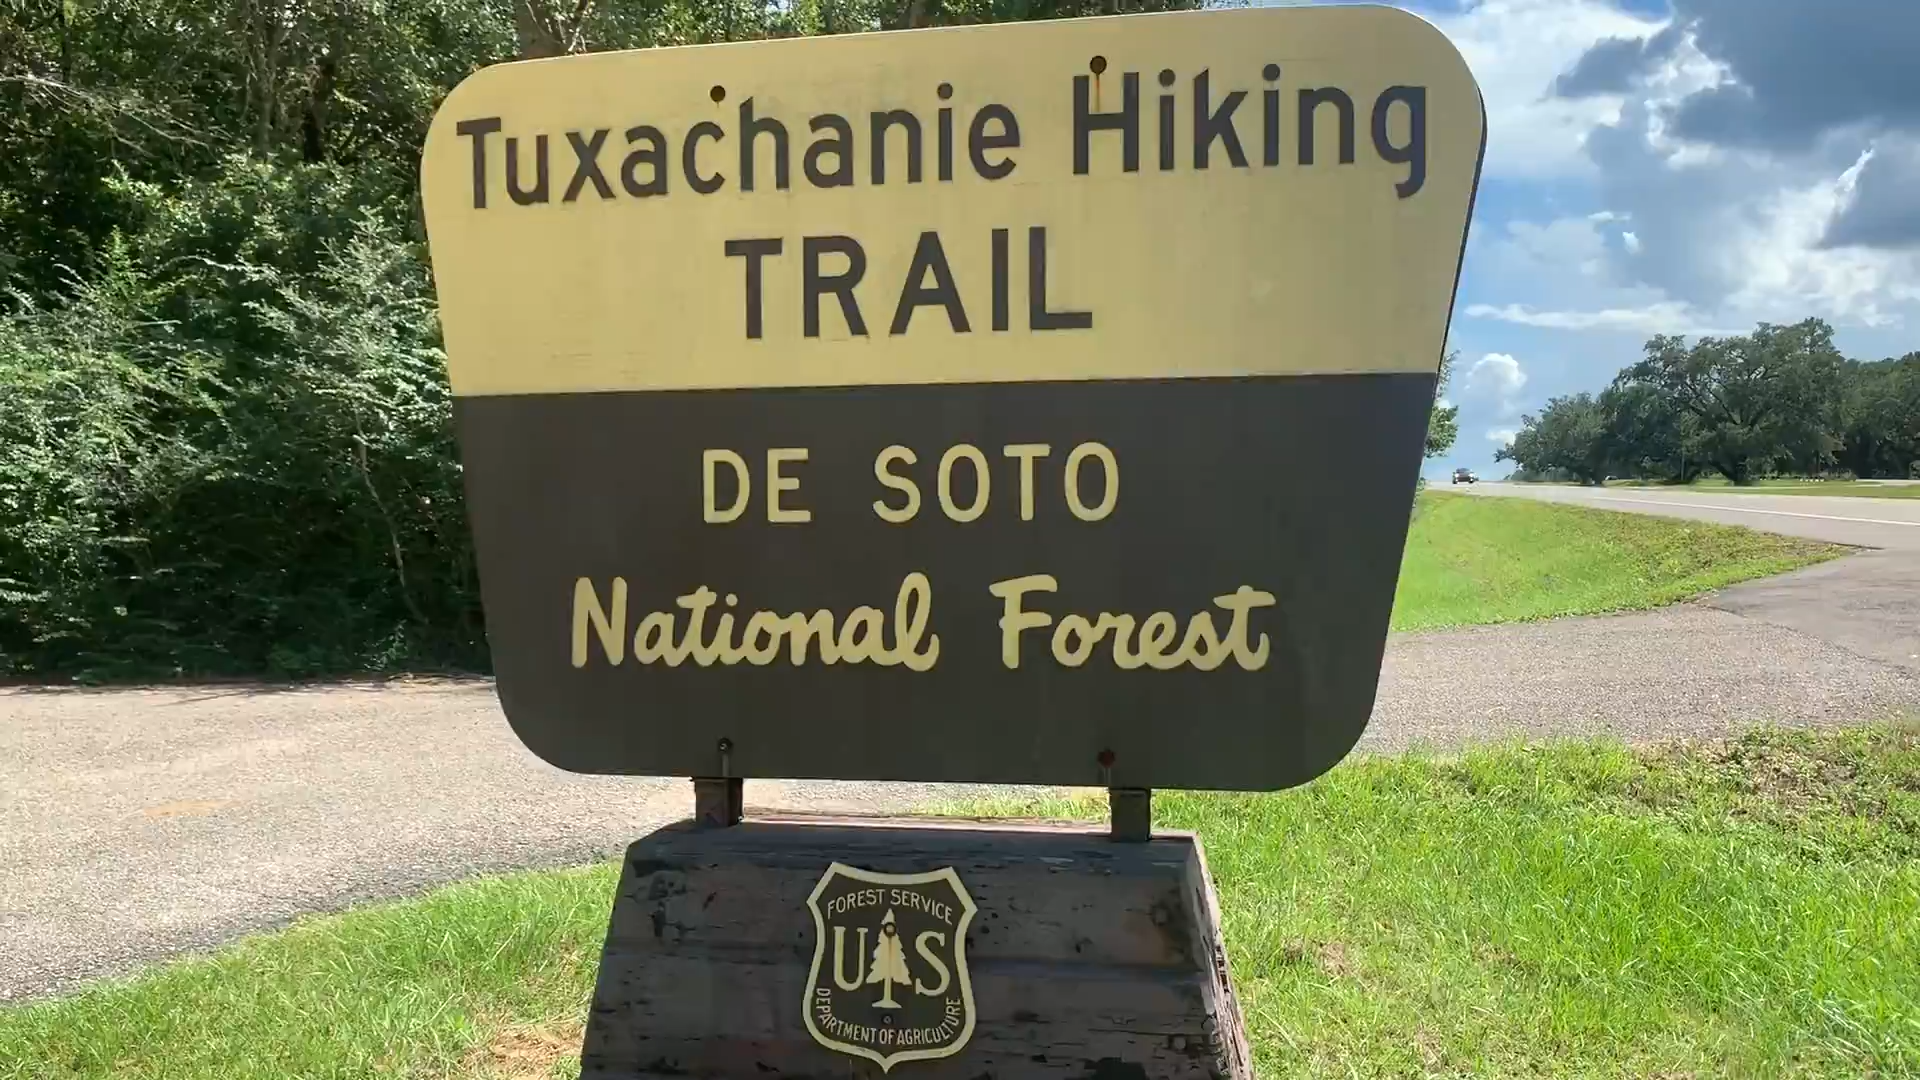 Tuxachanie Hiking
TRAIL
DE SOTO
National Forest
FOREST SERVICE
U S
DEPARTMENT OF AGRICULTURE